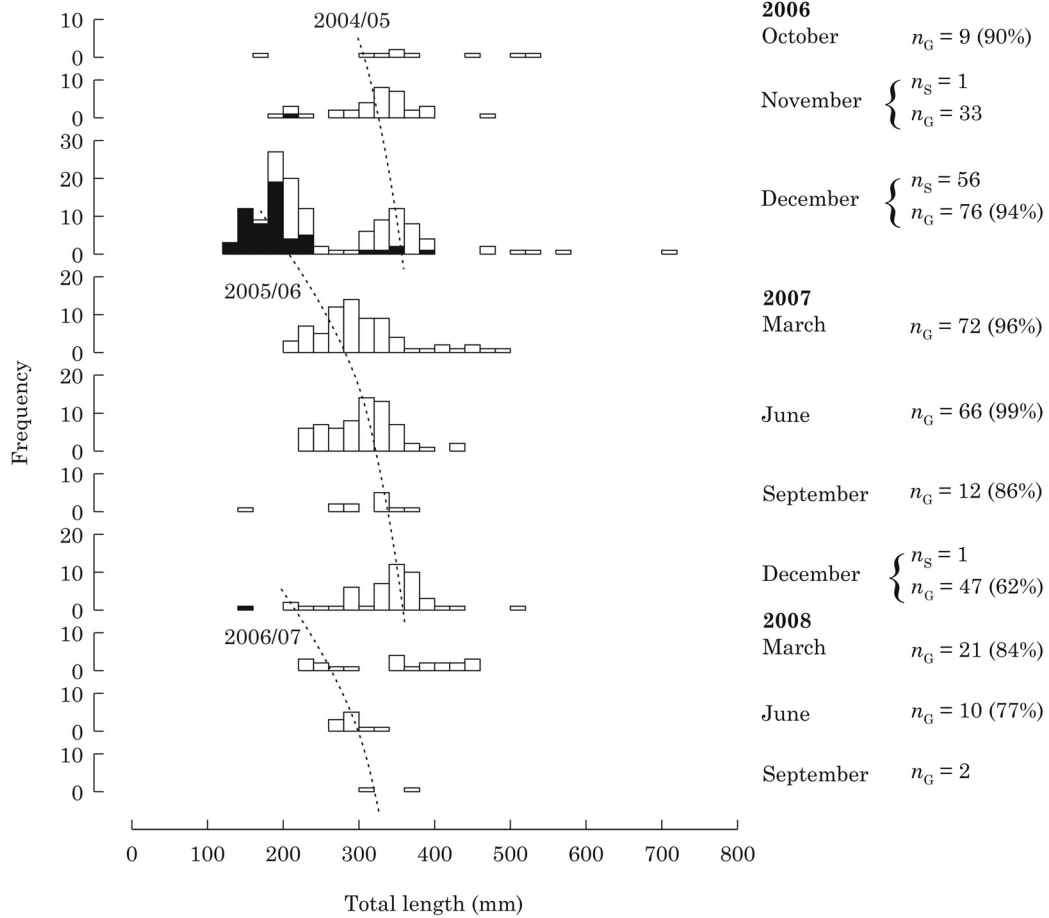 2004/05
2006
October n_G = 9 (90%)
10
0
November { n_S = 1
n_G = 33
10
0
December { n_S = 56
n_G = 76 (94%)
30
20
10
0
2005/06
2007
March n_G = 72 (96%)
20
10
0
June n_G = 66 (99%)
20
10
0
September n_G = 12 (86%)
10
0
December { n_S = 1
n_G = 47 (62%)
20
10
0
2006/07
2008
March n_G = 21 (84%)
10
0
June n_G = 10 (77%)
10
0
September n_G = 2
10
0
Frequency
0 100 200 300 400 500 600 700 800
Total length (mm)